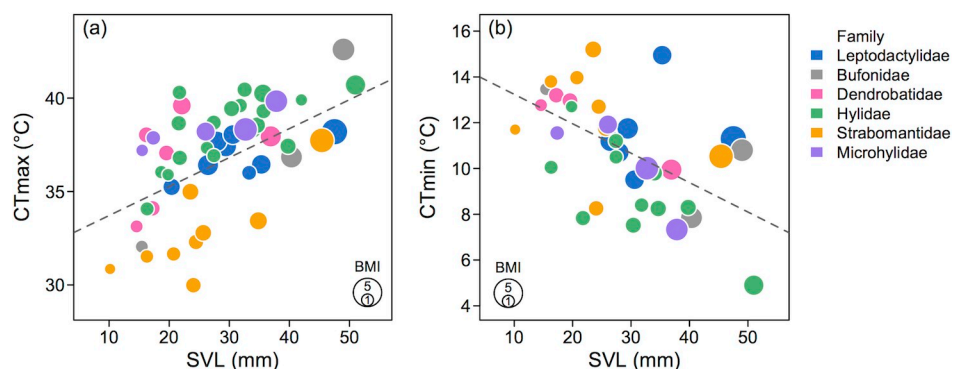 (a)
CTmax (°C)
40
35
30
10 20 30 40 50
SVL (mm)
BMI
5
1
(b)
CTmin (°C)
16
14
12
10
8
6
4
10 20 30 40 50
SVL (mm)
BMI
5
1
Family
Leptodactylidae
Bufonidae
Dendrobatidae
Hylidae
Strabomantidae
Microhylidae